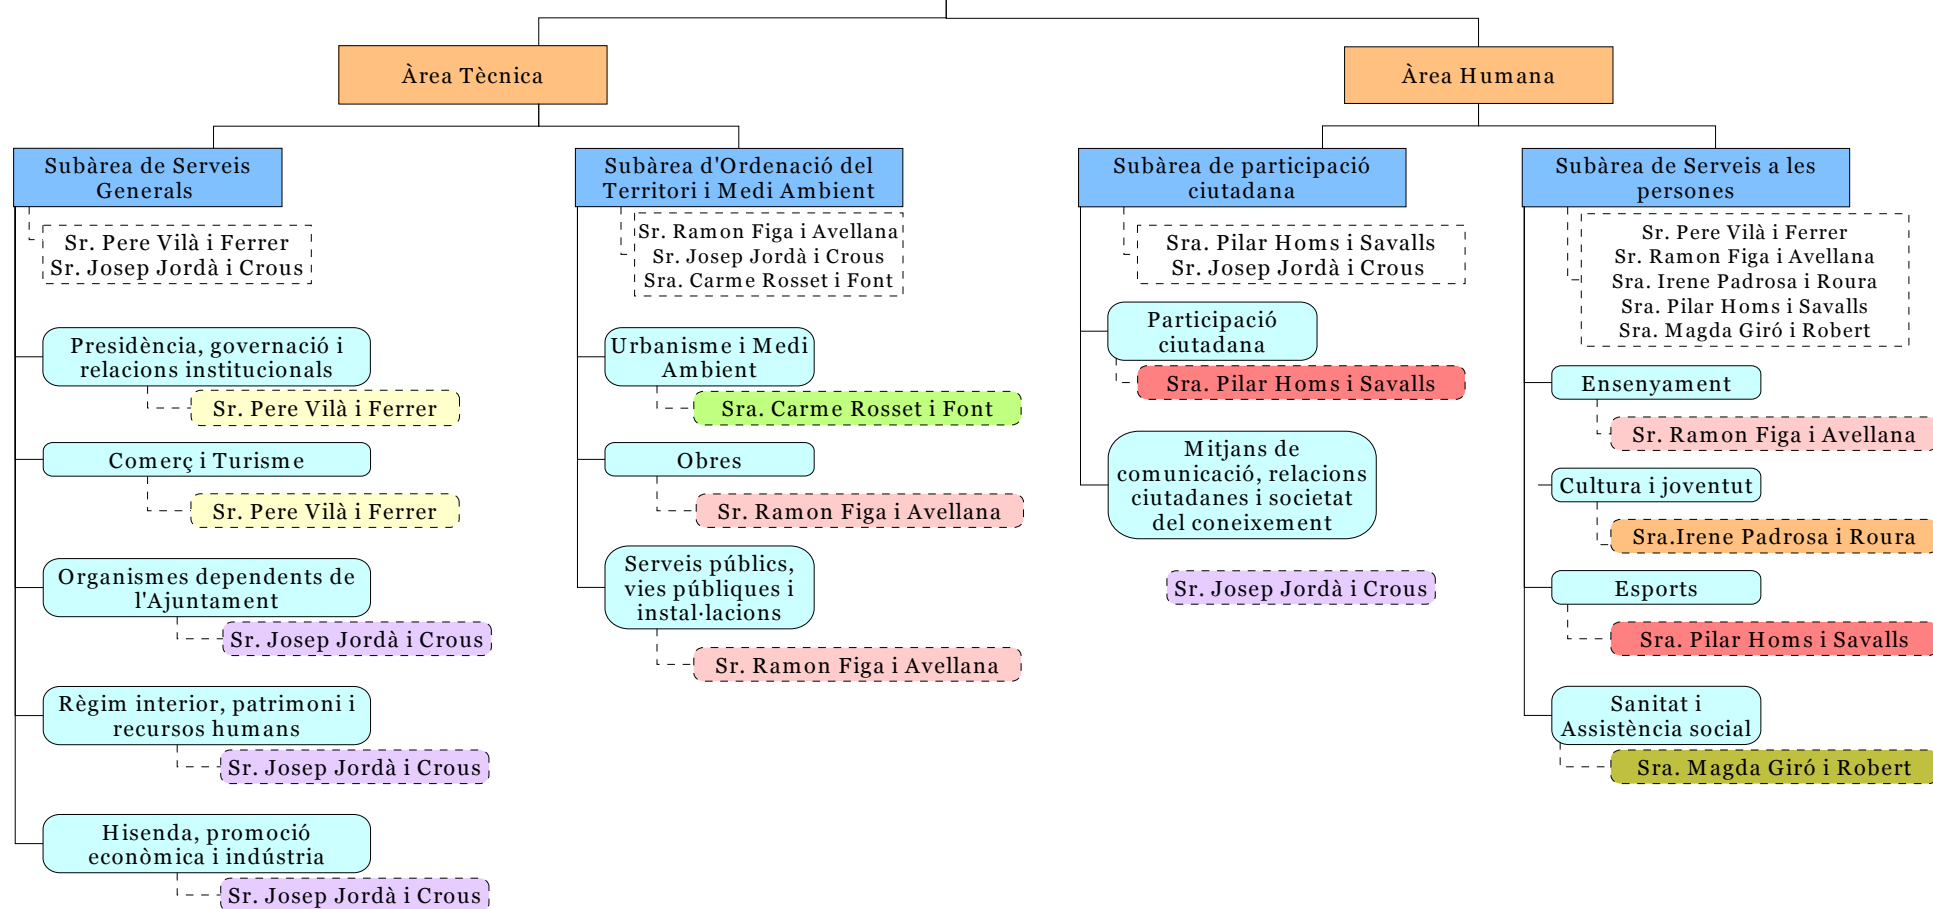 Àrea Tècnica
Àrea Humana
Subàrea de Serveis
Generals
Sr. Pere Vilà i Ferrer
Sr. Josep Jordà i Crous
Presidència, governació i
relacions institucionals
Sr. Pere Vilà i Ferrer
Comerç i Turisme
Sr. Pere Vilà i Ferrer
Organismes dependents de
l'Ajuntament
Sr. Josep Jordà i Crous
Règim interior, patrimoni i
recursos humans
Sr. Josep Jordà i Crous
Hisenda, promoció
econòmica i indústria
Sr. Josep Jordà i Crous
Subàrea d'Ordenació del
Territori i Medi Ambient
Sr. Ramon Figa i Avellana
Sr. Josep Jordà i Crous
Sra. Carme Rosset i Font
Urbanisme i Medi
Ambient
Sra. Carme Rosset i Font
Obres
Sr. Ramon Figa i Avellana
Serveis públics,
vies públiques i
instal·lacions
Sr. Ramon Figa i Avellana
Subàrea de participació
ciutadana
Sra. Pilar Homs i Savalls
Sr. Josep Jordà i Crous
Participació
ciutadana
Sra. Pilar Homs i Savalls
Mitjans de
comunicació, relacions
ciutadanes i societat
del coneixement
Sr. Josep Jordà i Crous
Subàrea de Serveis a les
persones
Sr. Pere Vilà i Ferrer
Sr. Ramon Figa i Avellana
Sra. Irene Padrosa i Roura
Sra. Pilar Homs i Savalls
Sra. Magda Giró i Robert
Ensenyament
Sr. Ramon Figa i Avellana
Cultura i joventut
Sra.Irene Padrosa i Roura
Esports
Sra. Pilar Homs i Savalls
Sanitat i
Assistència social
Sra. Magda Giró i Robert